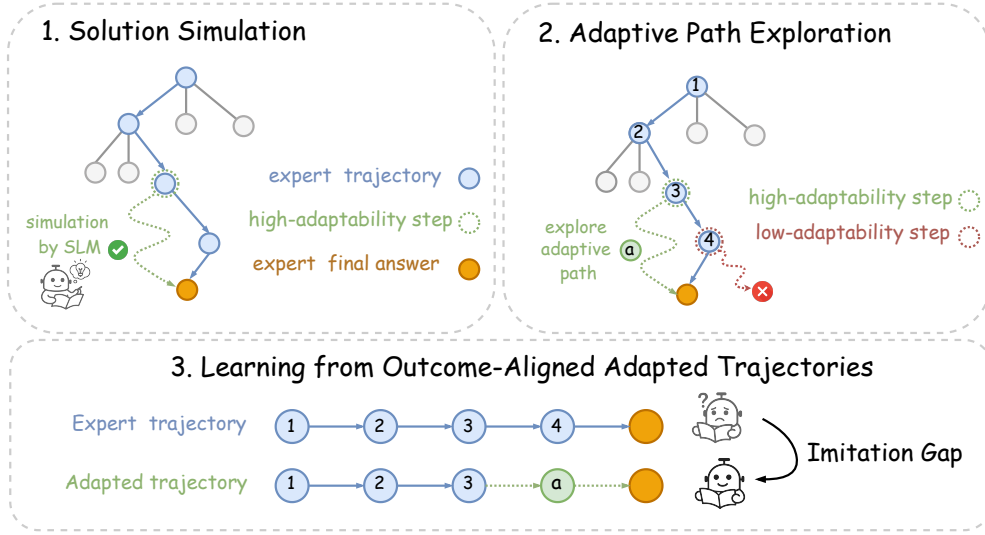 1. Solution Simulation
expert trajectory
high-adaptability step
simulation
by SLM
expert final answer
2. Adaptive Path Exploration
1
2
3
4
high-adaptability step
low-adaptability step
explore
adaptive
path
a
3. Learning from Outcome-Aligned Adapted Trajectories
Expert trajectory
1
2
3
4
?
Imitation Gap
Adapted trajectory
1
2
3
a